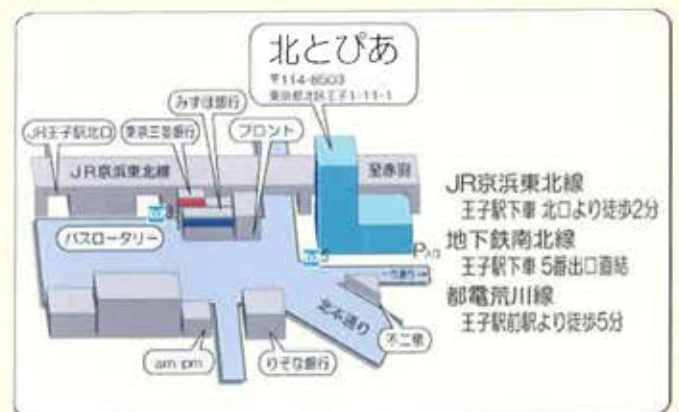 北とぴあ
〒114-8503
東京都北区王子1-11-1
みずほ銀行
JR王子駅北口
東京三菱銀行
プロント
JR京浜東北線
至赤羽
3
バスロータリー
5
北本通り
am pm
りそな銀行
不二家
JR京浜東北線
王子駅下車 北口より徒歩2分
地下鉄南北線
王子駅下車 5番出口直結
都電荒川線
王子駅前駅より徒歩5分